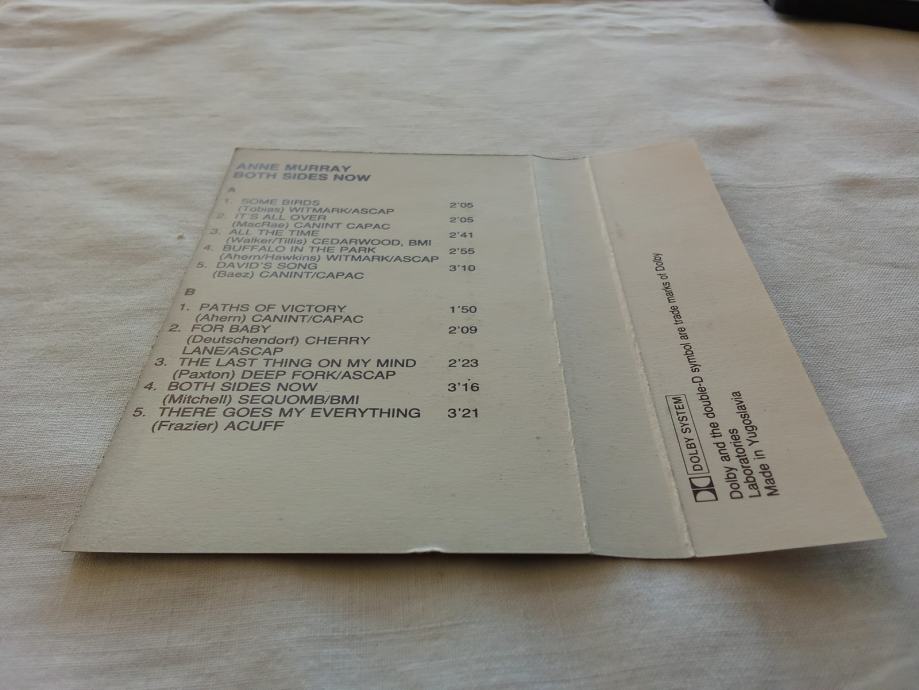 ANNE MURRAY
BOTH SIDES NOW
A
1. SOME BIRDS 2'05
(Tobias) WITMARK/ASCAP
2. IT'S ALL OVER 2'05
(MacRae) CANINT CAPAC
3. ALL THE TIME 2'41
(Walker/Tillis) CEDARWOOD, BMI
4. BUFFALO IN THE PARK 2'55
(Ahern/Hawkins) WITMARK/ASCAP
5. DAVID'S SONG 3'10
(Baez) CANINT/CAPAC
B
1. PATHS OF VICTORY 1'50
(Ahern) CANINT/CAPAC
2. FOR BABY 2'09
(Deutschendorf) CHERRY
LANE/ASCAP
3. THE LAST THING ON MY MIND 2'23
(Paxton) DEEP FORK/ASCAP
4. BOTH SIDES NOW 3'16
(Mitchell) SEQUOMB/BMI
5. THERE GOES MY EVERYTHING 3'21
(Frazier) ACUFF
DOLBY SYSTEM
Dolby and the double-D symbol are trade marks of Dolby
Laboratories
Made in Yugoslavia